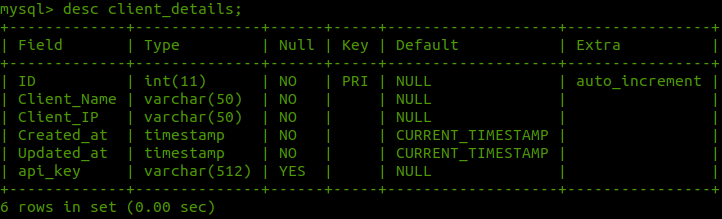 mysql> desc client_details;
+-------------+--------------+------+-----+-------------------+----------------+
| Field       | Type         | Null | Key | Default           | Extra          |
+-------------+--------------+------+-----+-------------------+----------------+
| ID          | int(11)      | NO   | PRI | NULL              | auto_increment |
| Client_Name | varchar(50)  | NO   |     | NULL              |                |
| Client_IP   | varchar(50)  | NO   |     | NULL              |                |
| Created_at  | timestamp    | NO   |     | CURRENT_TIMESTAMP |                |
| Updated_at  | timestamp    | NO   |     | CURRENT_TIMESTAMP |                |
| api_key     | varchar(512) | YES  |     | NULL              |                |
+-------------+--------------+------+-----+-------------------+----------------+
6 rows in set (0.00 sec)